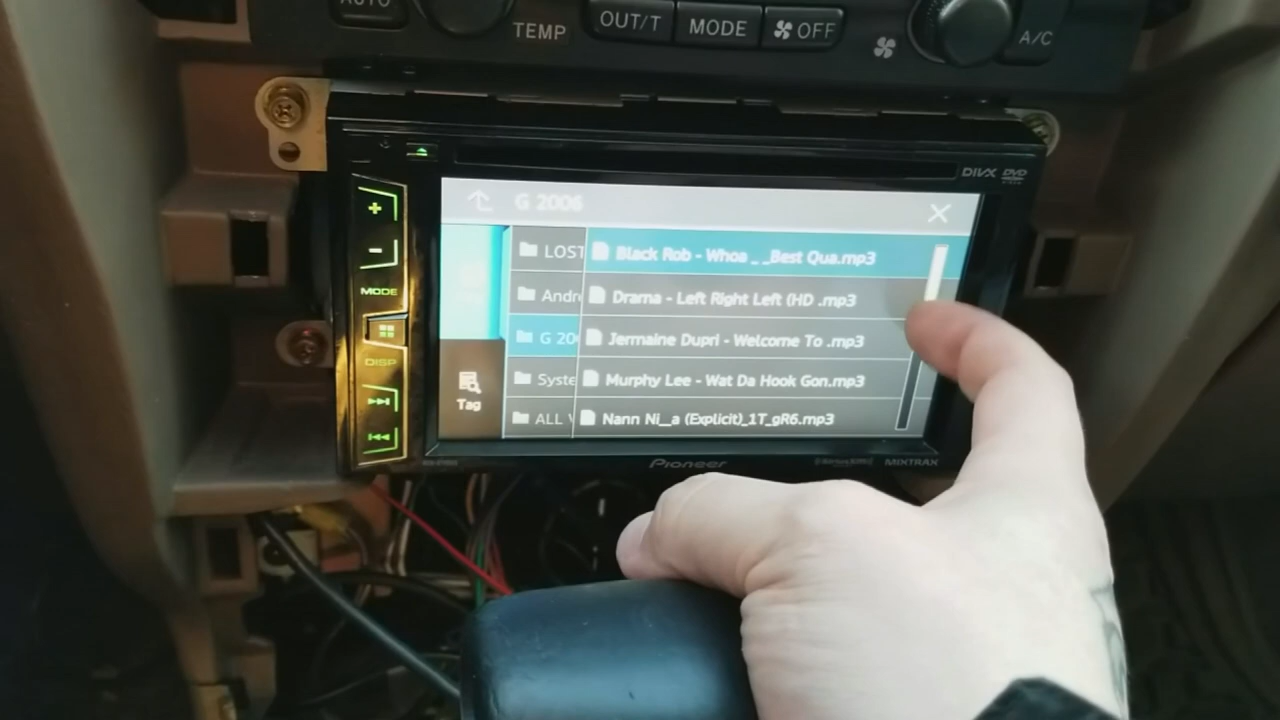 AUTO
TEMP
OUT/T
MODE
OFF
A/C
DIVX DVD
+
-
MODE
DISP
G 2006
LOST
Andr
G 20
Syste
ALL
Tag
Black Rob - Whoa _ _Best Qua.mp3
Drama - Left Right Left (HD .mp3
Jermaine Dupri - Welcome To .mp3
Murphy Lee - Wat Da Hook Gon.mp3
Nann Ni__a (Explicit)_1T_gR6.mp3
Pioneer
MIXTRAX